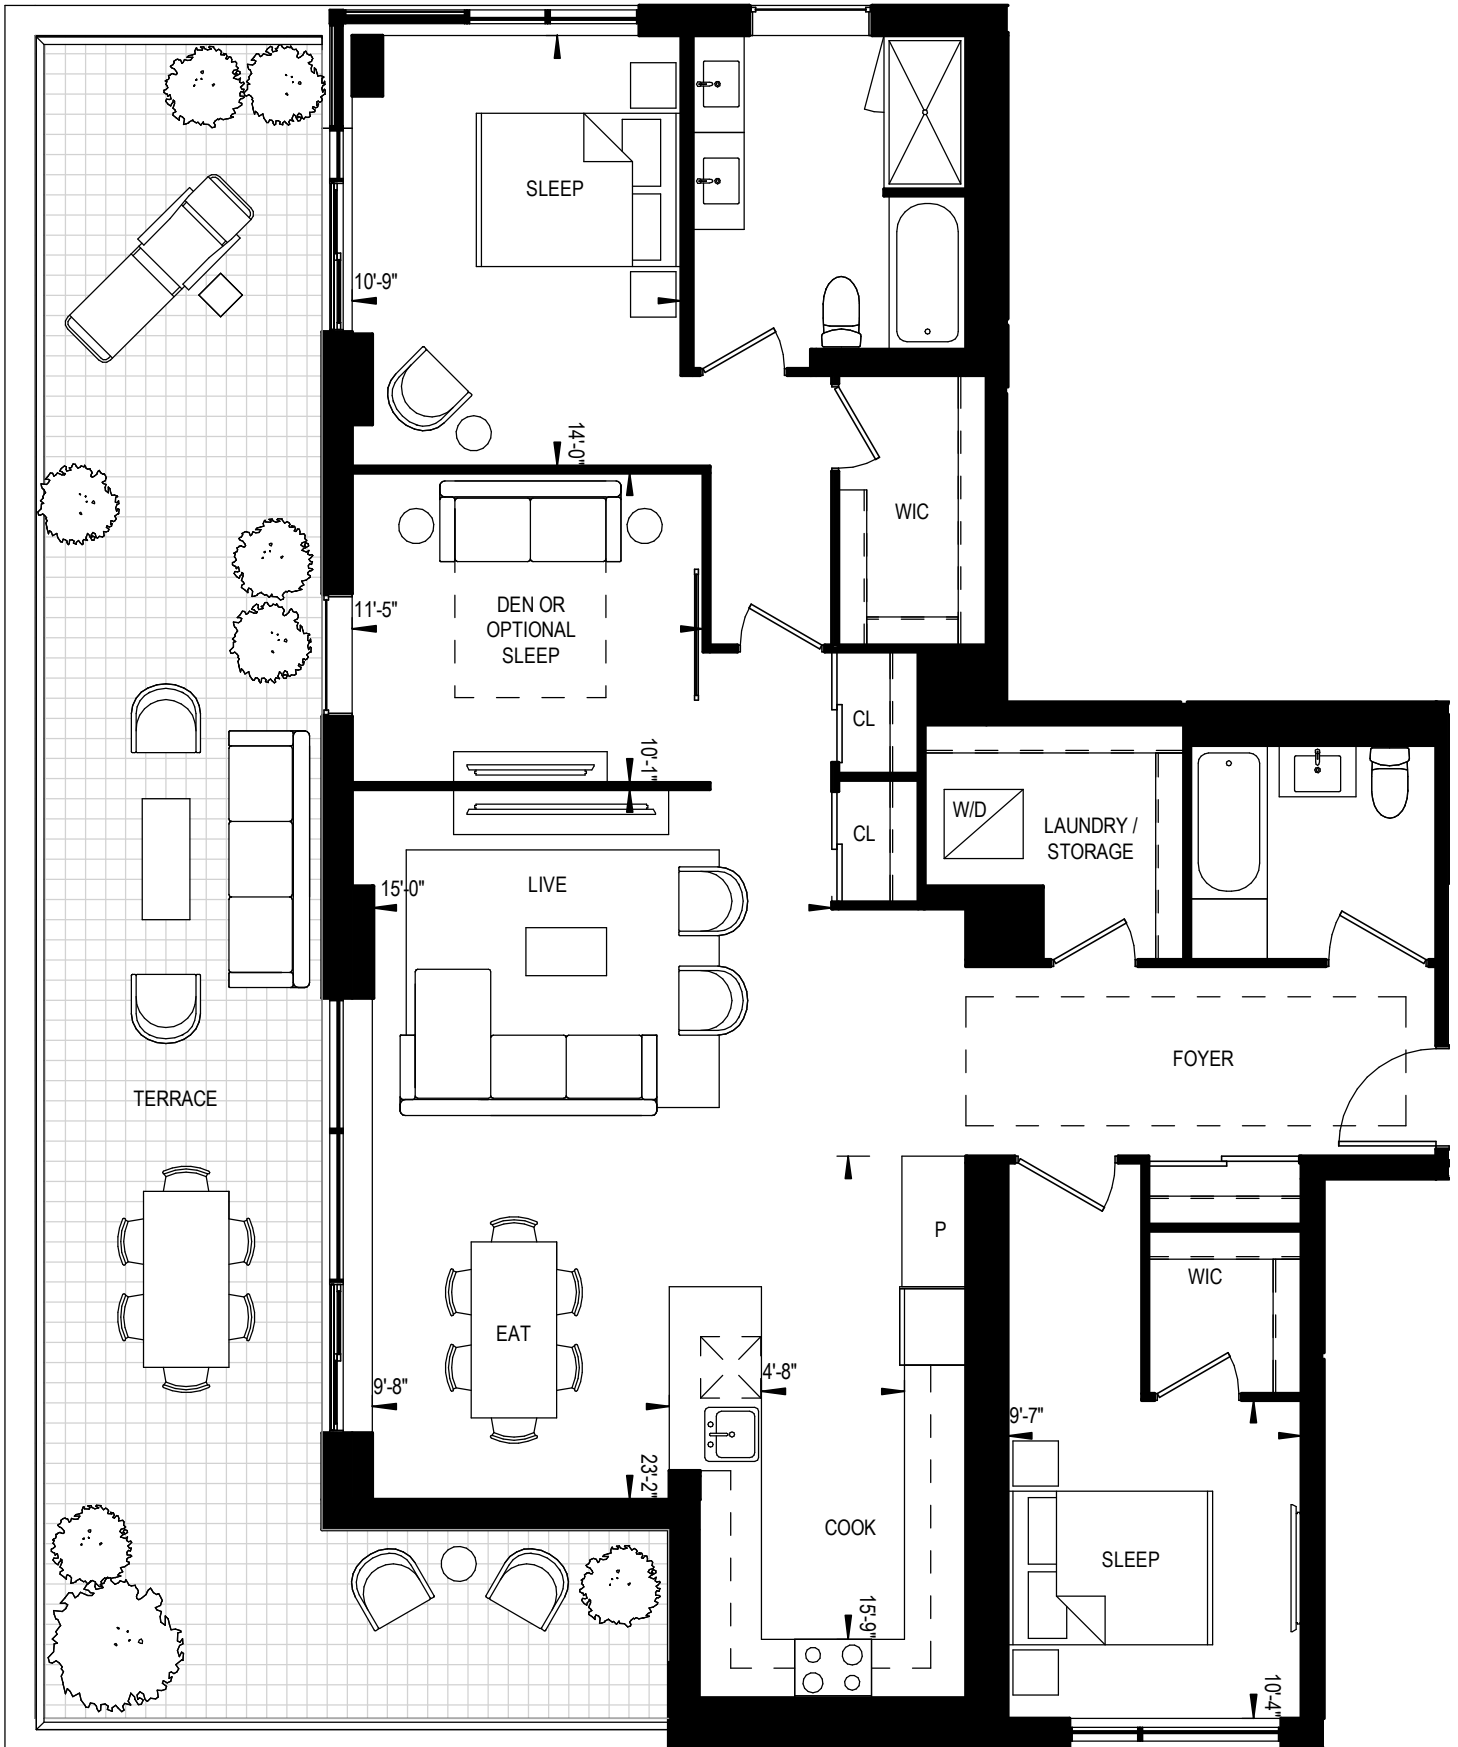 SLEEP
10'-9"
14'-0"
WIC
11'-5"
DEN OR
OPTIONAL
SLEEP
CL
10'-1"
W/D
LAUNDRY /
STORAGE
CL
LIVE
15'-0"
FOYER
TERRACE
P
WIC
EAT
4'-8"
9'-8"
9'-7"
23'-2"
COOK
SLEEP
15'-9"
10'-4"